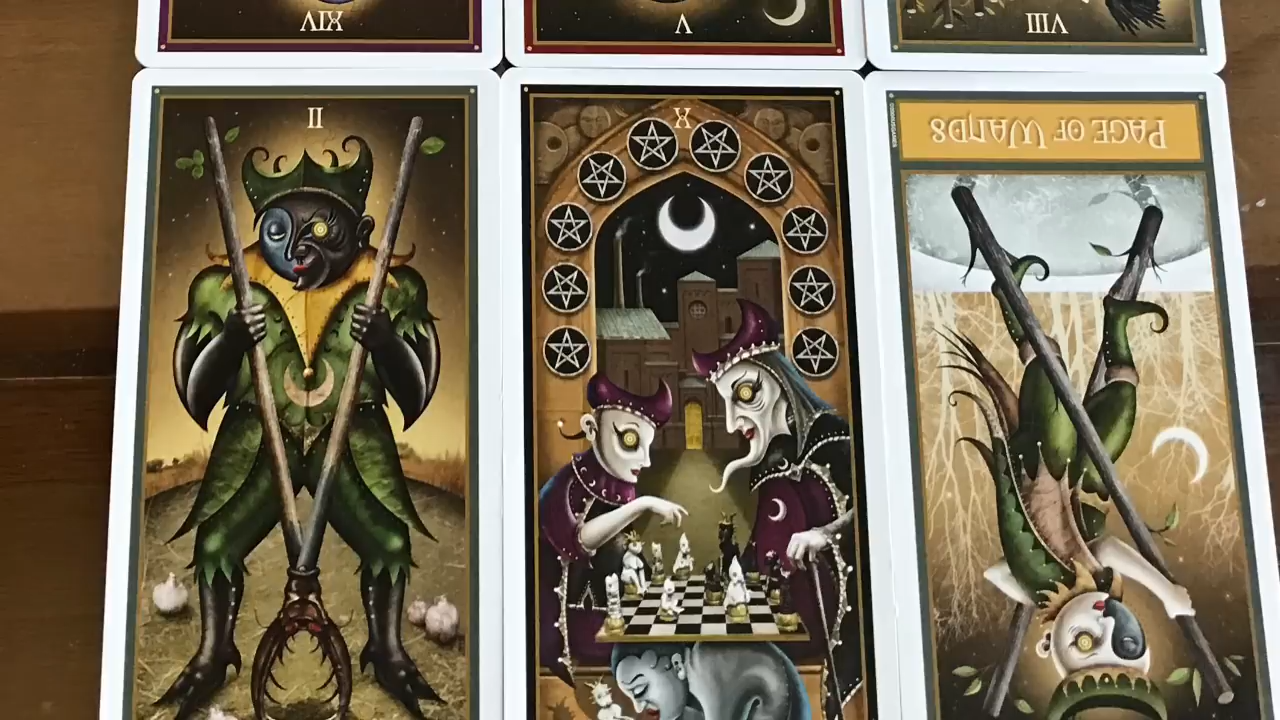 XIV
V
VIII
II
X
PAGE OF WANDS